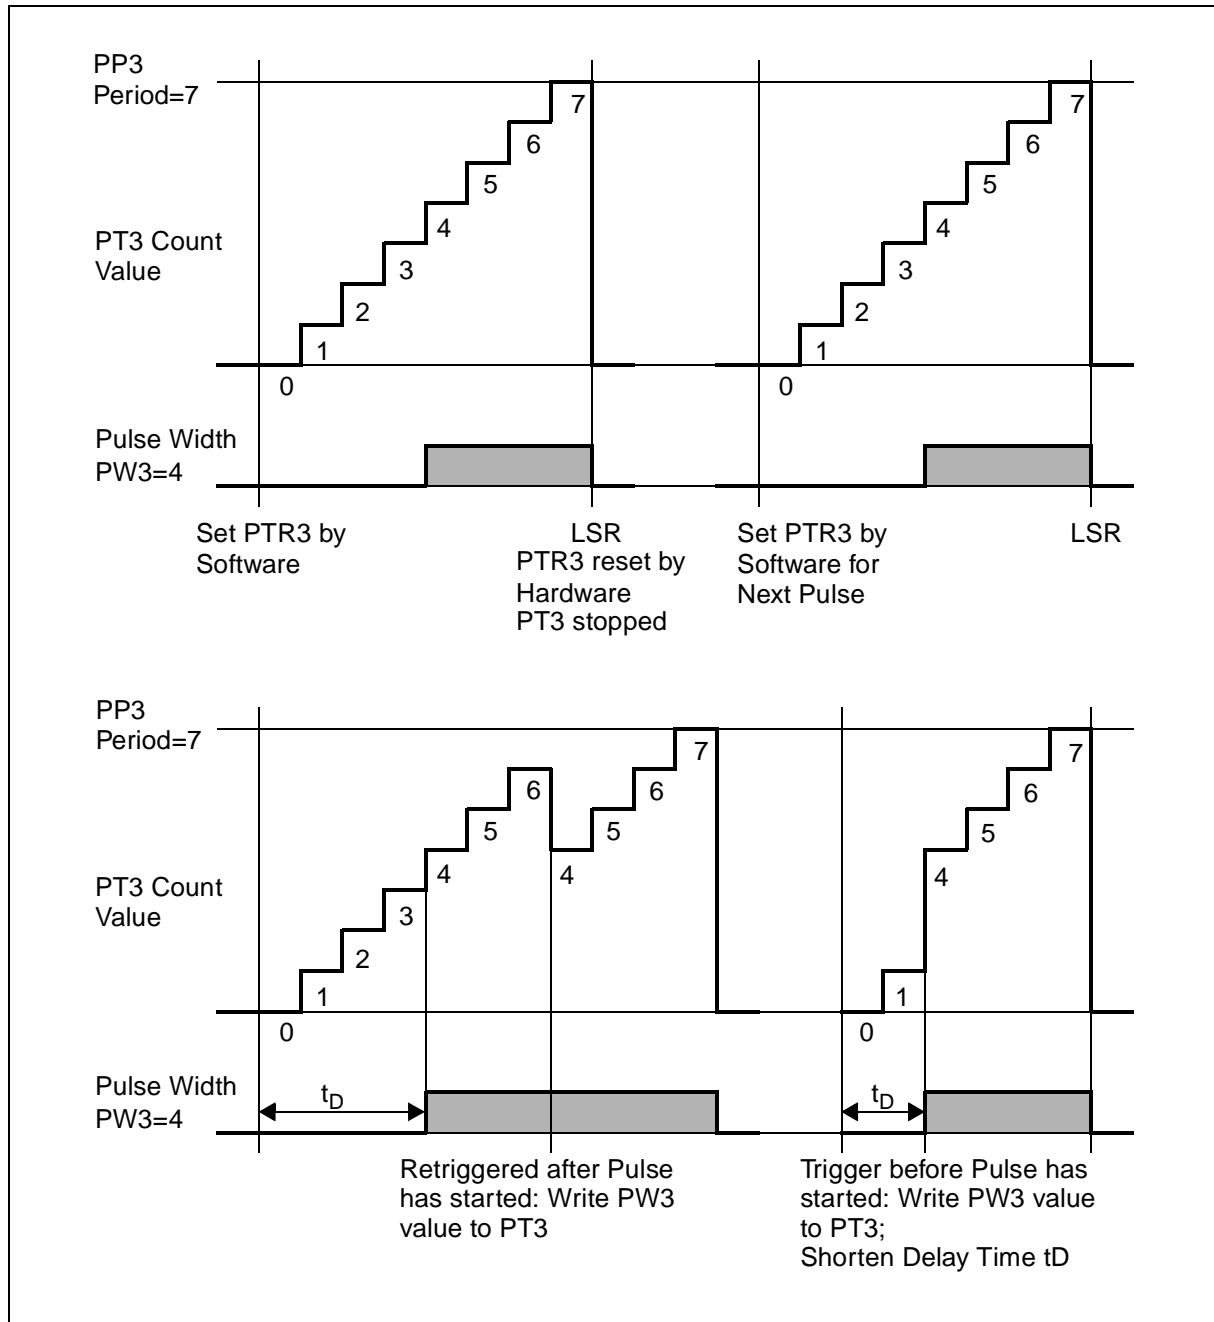 PP3
Period=7
7
7
6
6
5
5
4
4
PT3 Count
Value
3
3
2
2
1
1
0
0
Pulse Width
PW3=4
Set PTR3 by
Software
LSR
PTR3 reset by
Hardware
PT3 stopped
Set PTR3 by
Software for
Next Pulse
LSR
PP3
Period=7
7
7
6
6
6
5
5
5
4
4
4
PT3 Count
Value
3
2
1
1
0
0
Pulse Width
PW3=4
tD
tD
Retriggered after Pulse
has started: Write PW3
value to PT3
Trigger before Pulse has
started: Write PW3 value
to PT3;
Shorten Delay Time tD